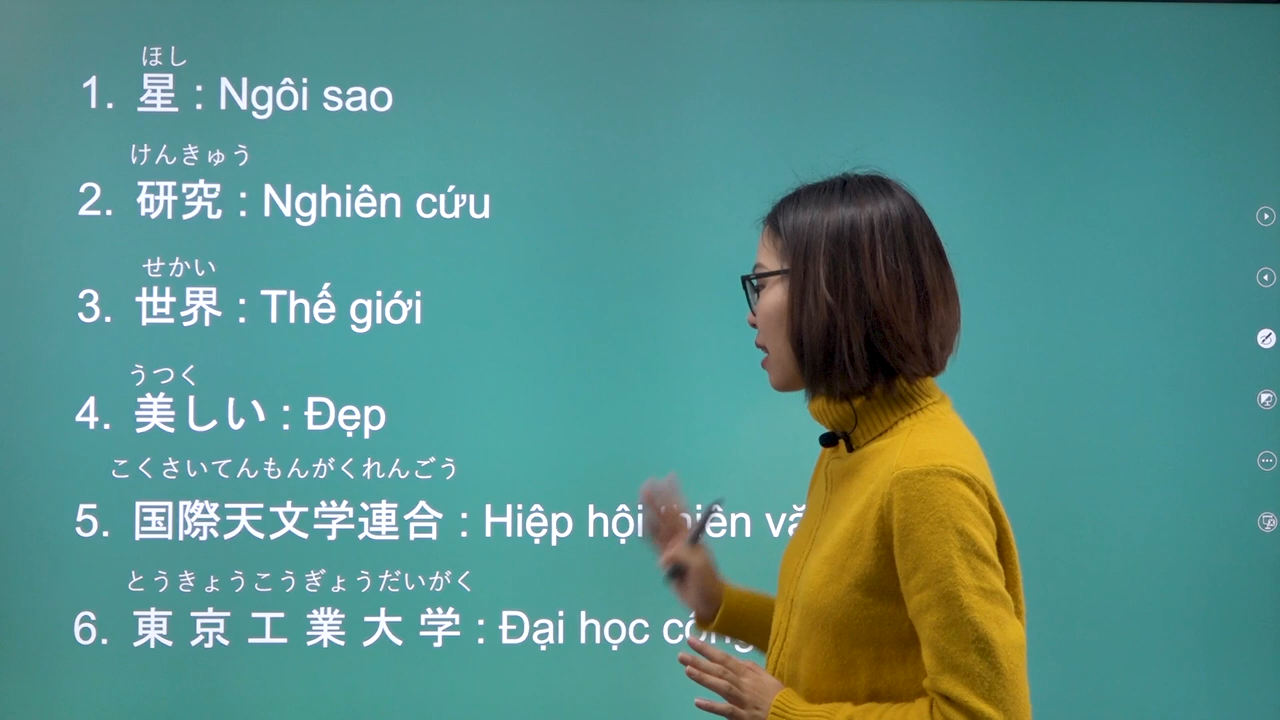 ほし
1. 星 : Ngôi sao
けんきゅう
2. 研究 : Nghiên cứu
せかい
3. 世界 : Thế giới
うつく
4. 美しい : Đẹp
こくさいてんもんがくれんごう
5. 国際天文学連合 : Hiệp hội
とうきょうこうぎょうだいがく
6. 東京工業大学 : Đại học công